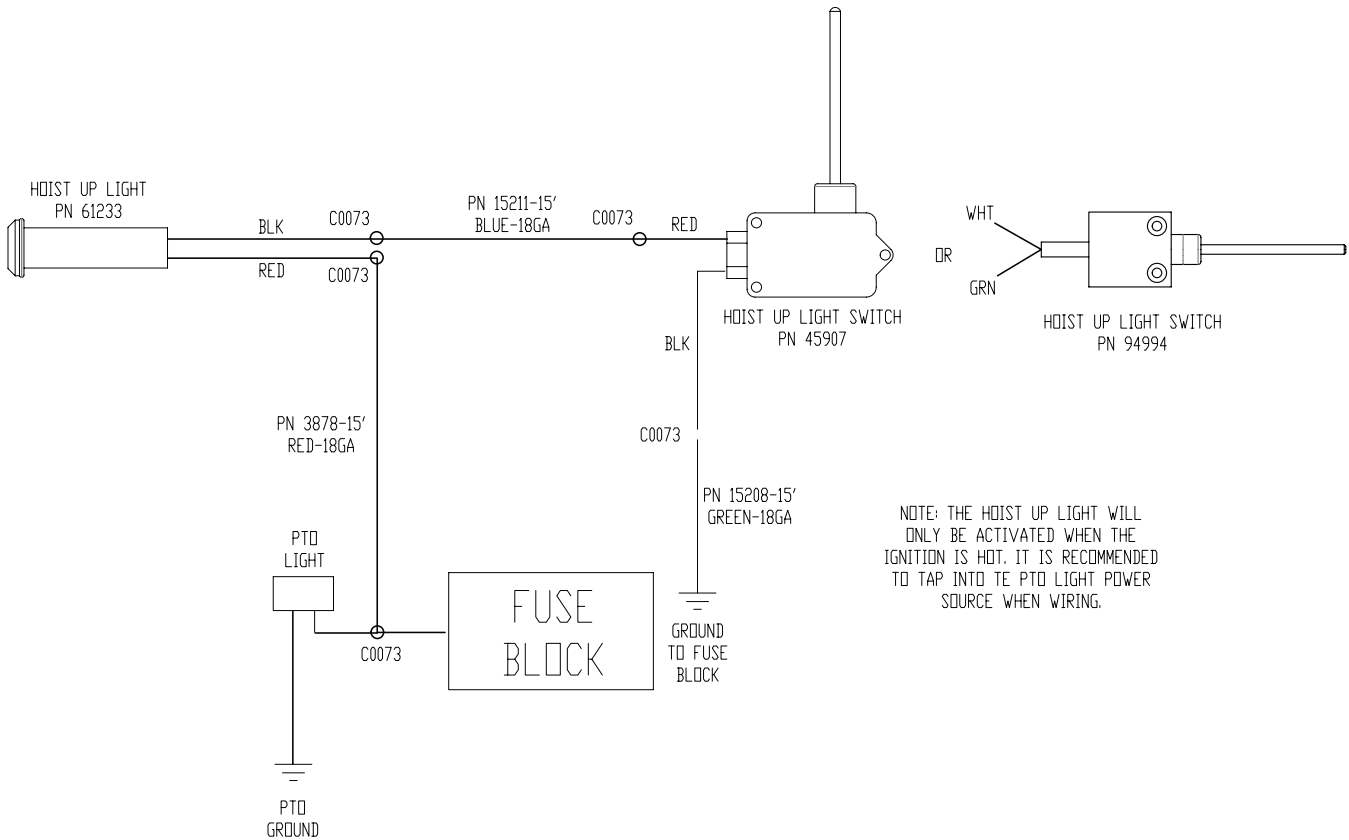 HOIST UP LIGHT
PN 61233
BLK
RED
C0073
C0073
PN 15211-15'
BLUE-18GA
C0073
RED
HOIST UP LIGHT SWITCH
PN 45907
OR
WHT
GRN
HOIST UP LIGHT SWITCH
PN 94994
BLK
C0073
PN 3878-15'
RED-18GA
PN 15208-15'
GREEN-18GA
PTO
LIGHT
C0073
FUSE
BLOCK
GROUND
TO FUSE
BLOCK
PTO
GROUND
NOTE: THE HOIST UP LIGHT WILL
ONLY BE ACTIVATED WHEN THE
IGNITION IS HOT. IT IS RECOMMENDED
TO TAP INTO TE PTO LIGHT POWER
SOURCE WHEN WIRING.